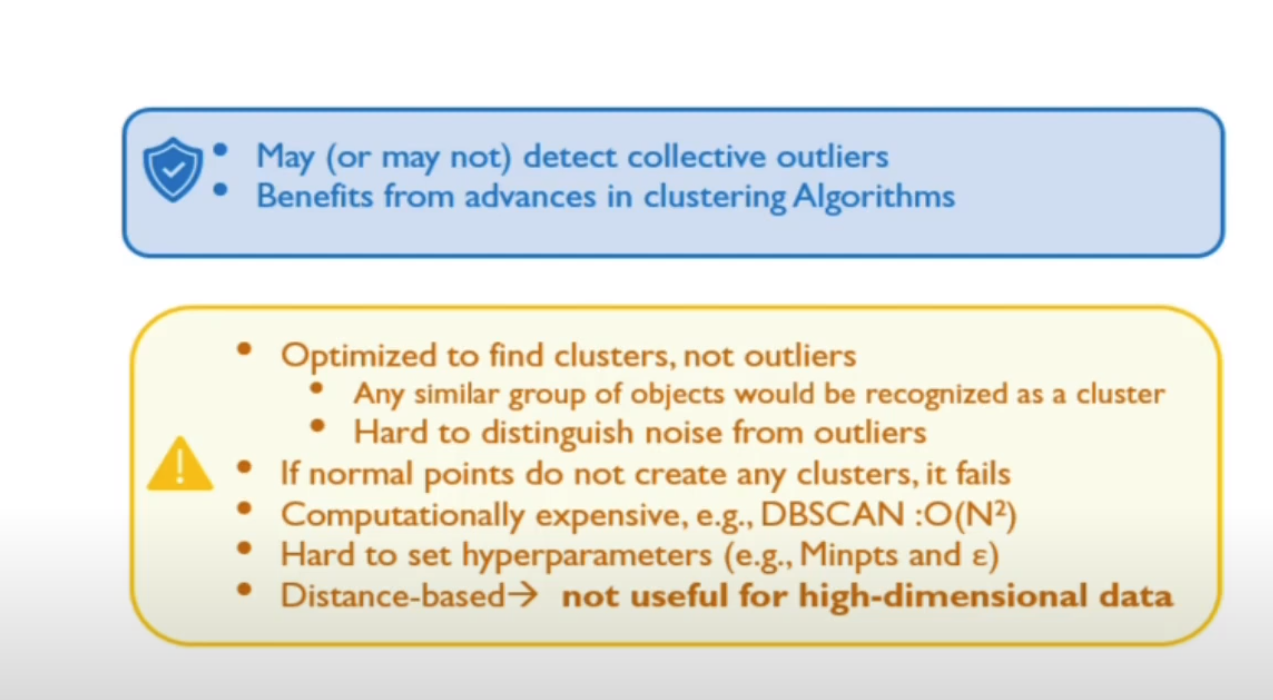 • May (or may not) detect collective outliers
• Benefits from advances in clustering Algorithms
• Optimized to find clusters, not outliers
• Any similar group of objects would be recognized as a cluster
• Hard to distinguish noise from outliers
• If normal points do not create any clusters, it fails
• Computationally expensive, e.g., DBSCAN :O(N²)
• Hard to set hyperparameters (e.g., Minpts and ε)
• Distance-based→ not useful for high-dimensional data